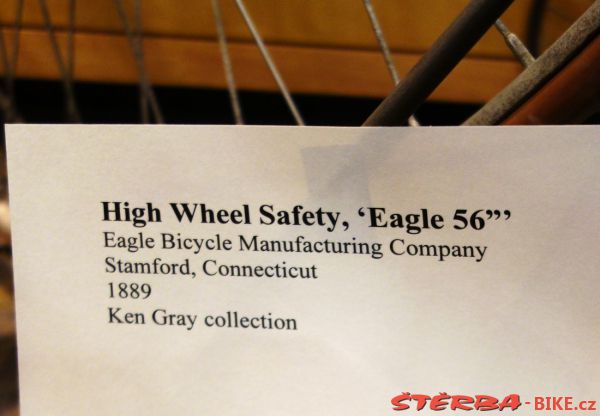 High Wheel Safety, ‘Eagle 56”’
Eagle Bicycle Manufacturing Company
Stamford, Connecticut
1889
Ken Gray collection
ŠTĚRBA-BIKE.cz